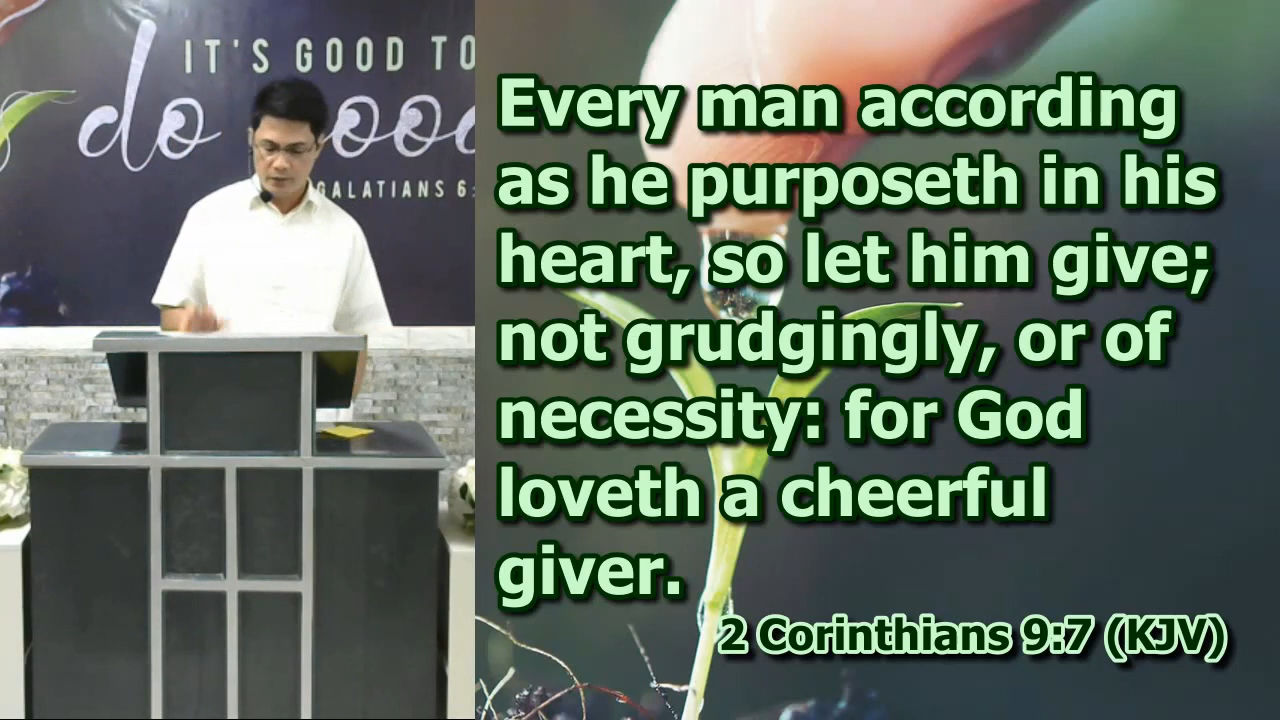 IT'S GOOD TO
do
GALATIANS 6:
Every man according
as he purposeth in his
heart, so let him give;
not grudgingly, or of
necessity: for God
loveth a cheerful
giver.
2 Corinthians 9:7 (KJV)